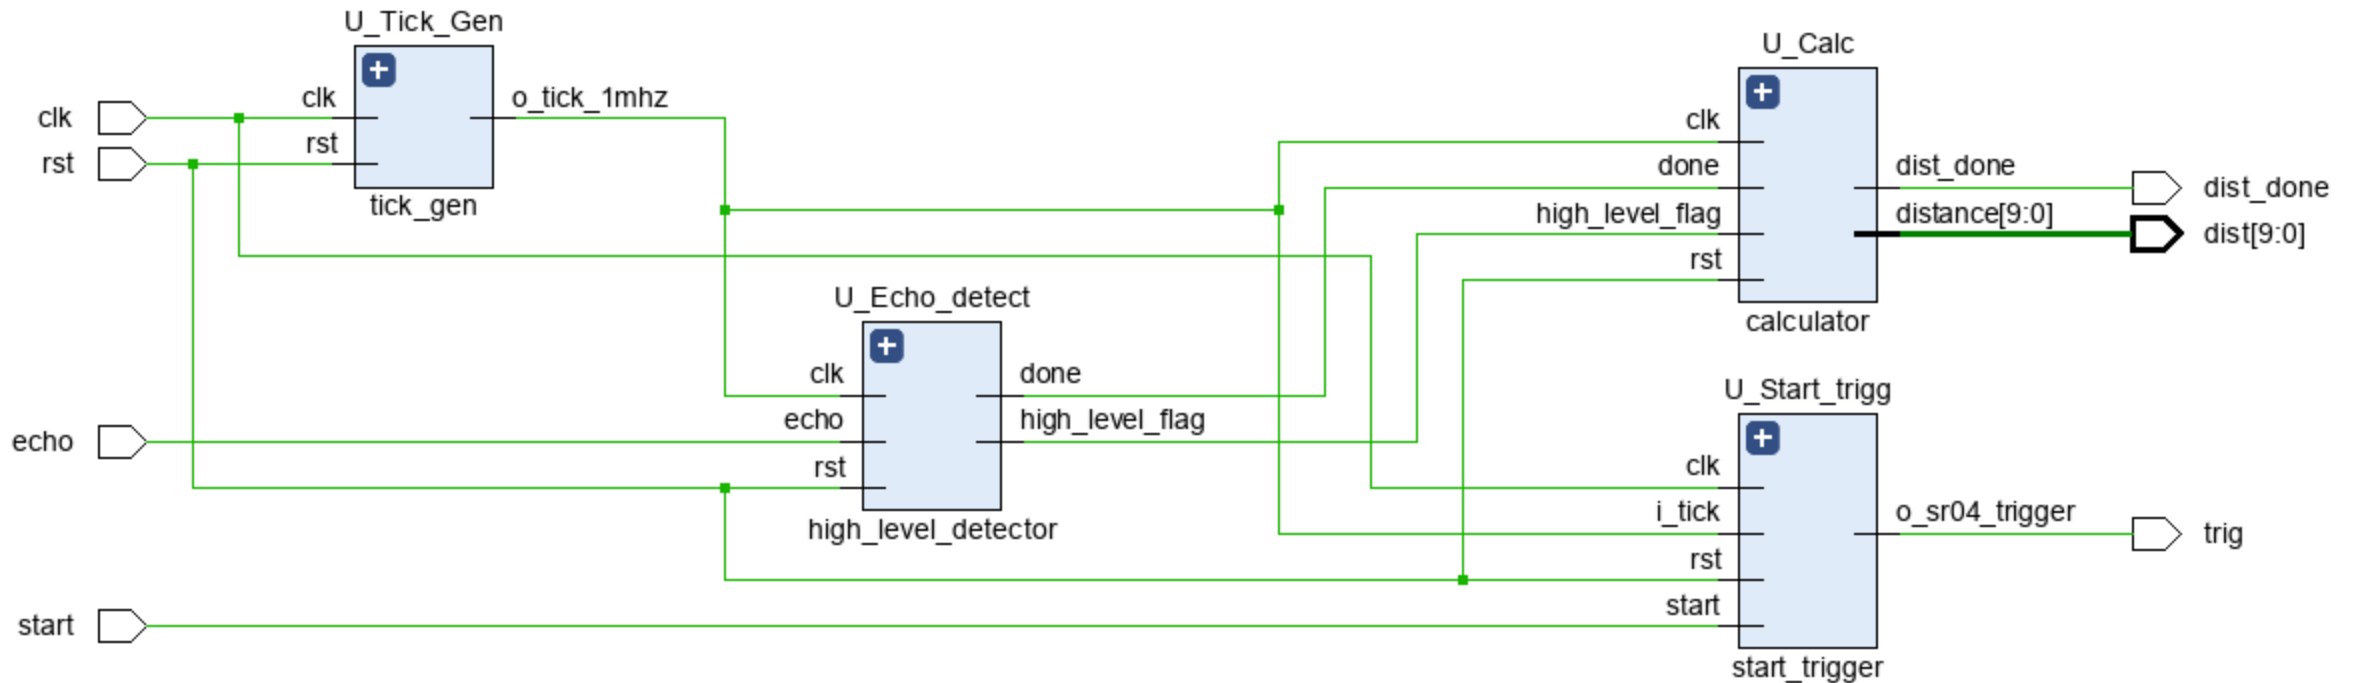 U_Tick_Gen
clk
rst
clk
rst
o_tick_1mhz
tick_gen
U_Echo_detect
echo
clk
echo
rst
done
high_level_flag
high_level_detector
start
U_Calc
clk
done
high_level_flag
rst
dist_done
distance[9:0]
dist_done
dist[9:0]
calculator
U_Start_trigg
clk
i_tick
rst
start
o_sr04_trigger
trig
start_trigger